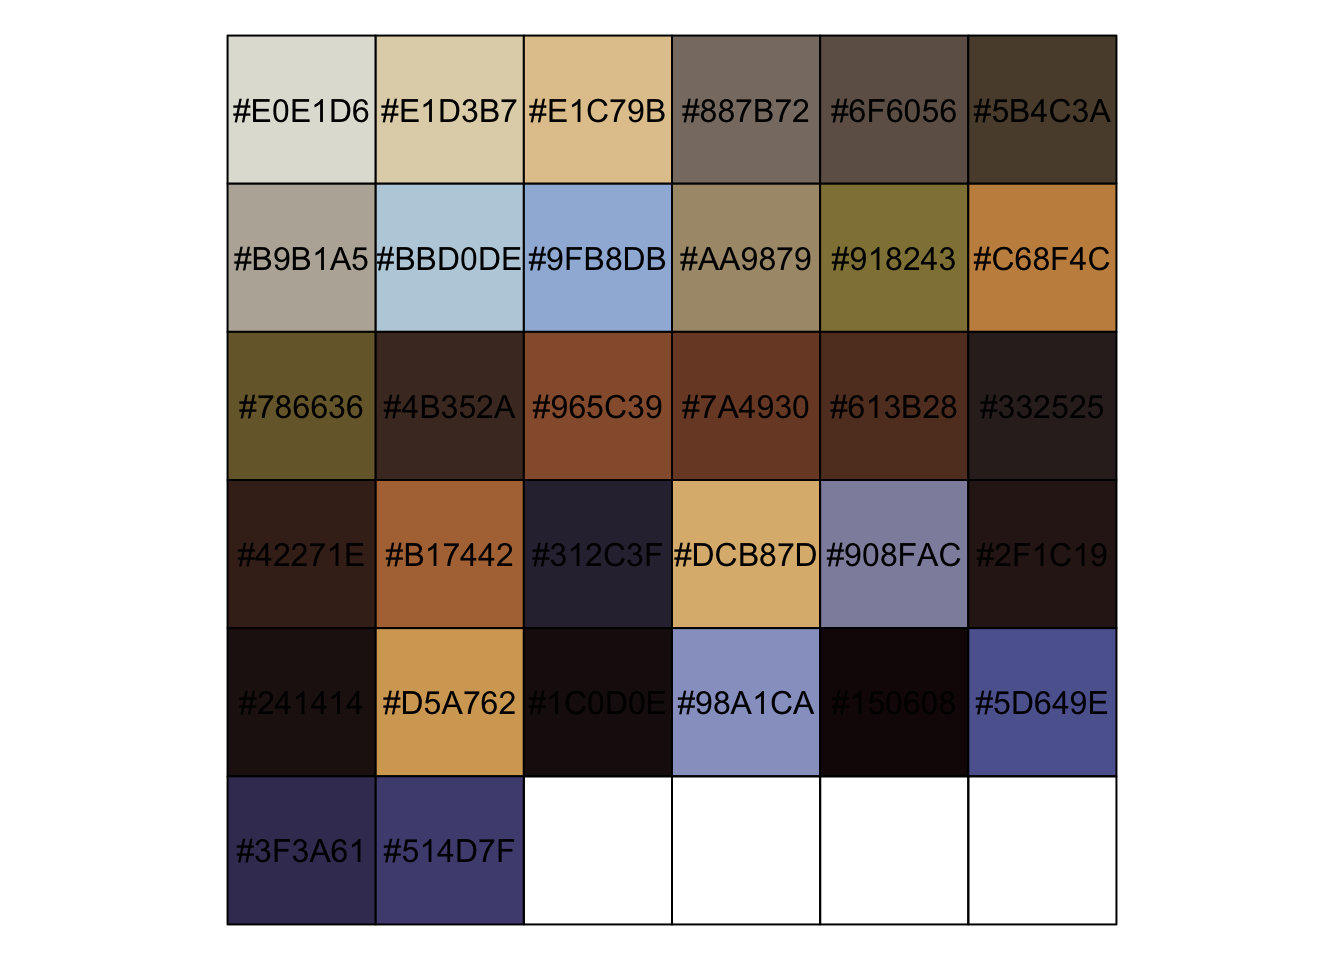 #E0E1D6 #E1D3B7 #E1C79B #887B72 #6F6056 #5B4C3A
#B9B1A5 #BBD0DE #9FB8DB #AA9879 #918243 #C68F4C
#786636 #4B352A #965C39 #7A4930 #613B28 #332525
#42271E #B17442 #312C3F #DCB87D #908FAC #2F1C19
#241414 #D5A762 #1C0D0E #98A1CA #150608 #5D649E
#3F3A61 #514D7F